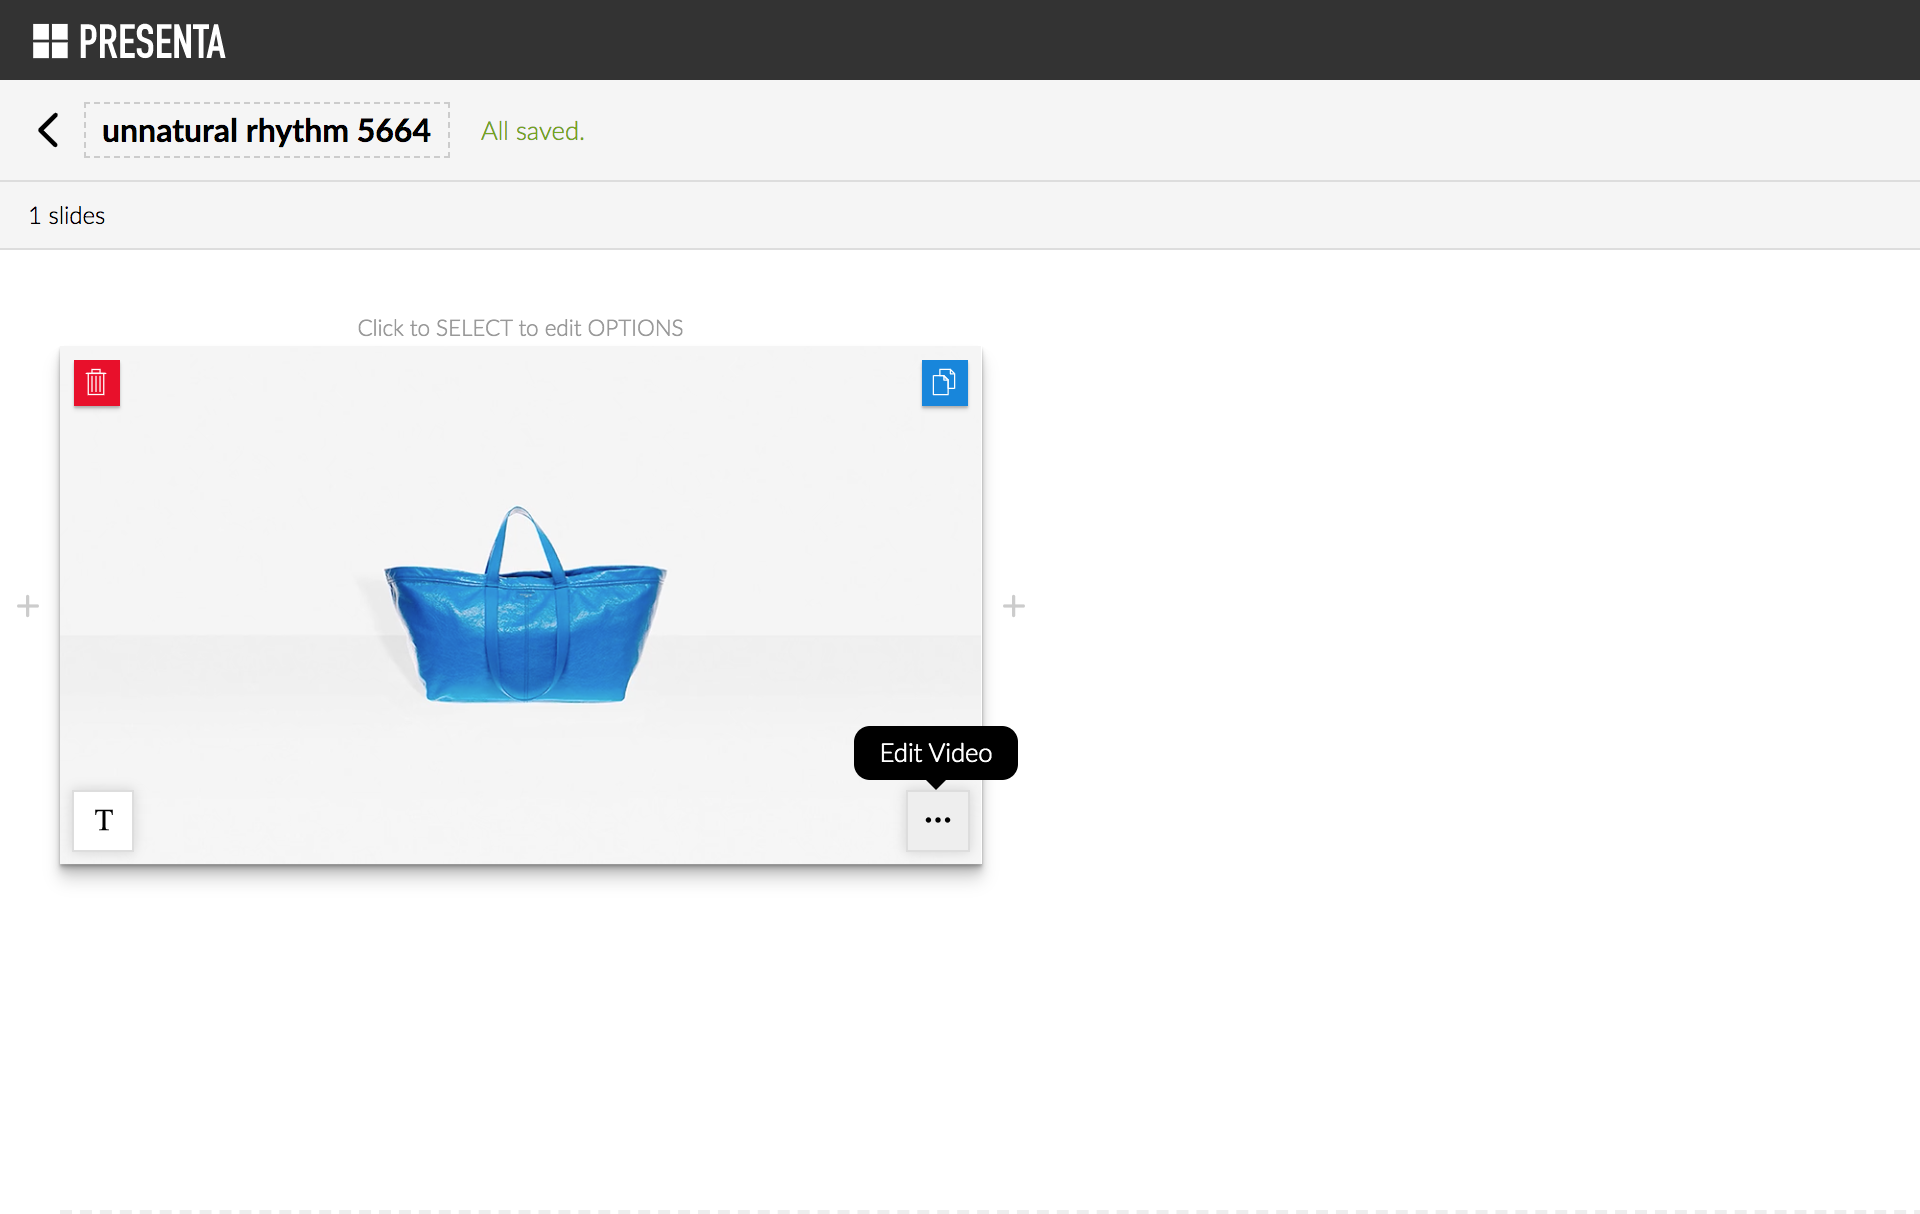 PRESENTA
unnatural rhythm 5664
All saved.
1 slides
Click to SELECT to edit OPTIONS
Edit Video
T